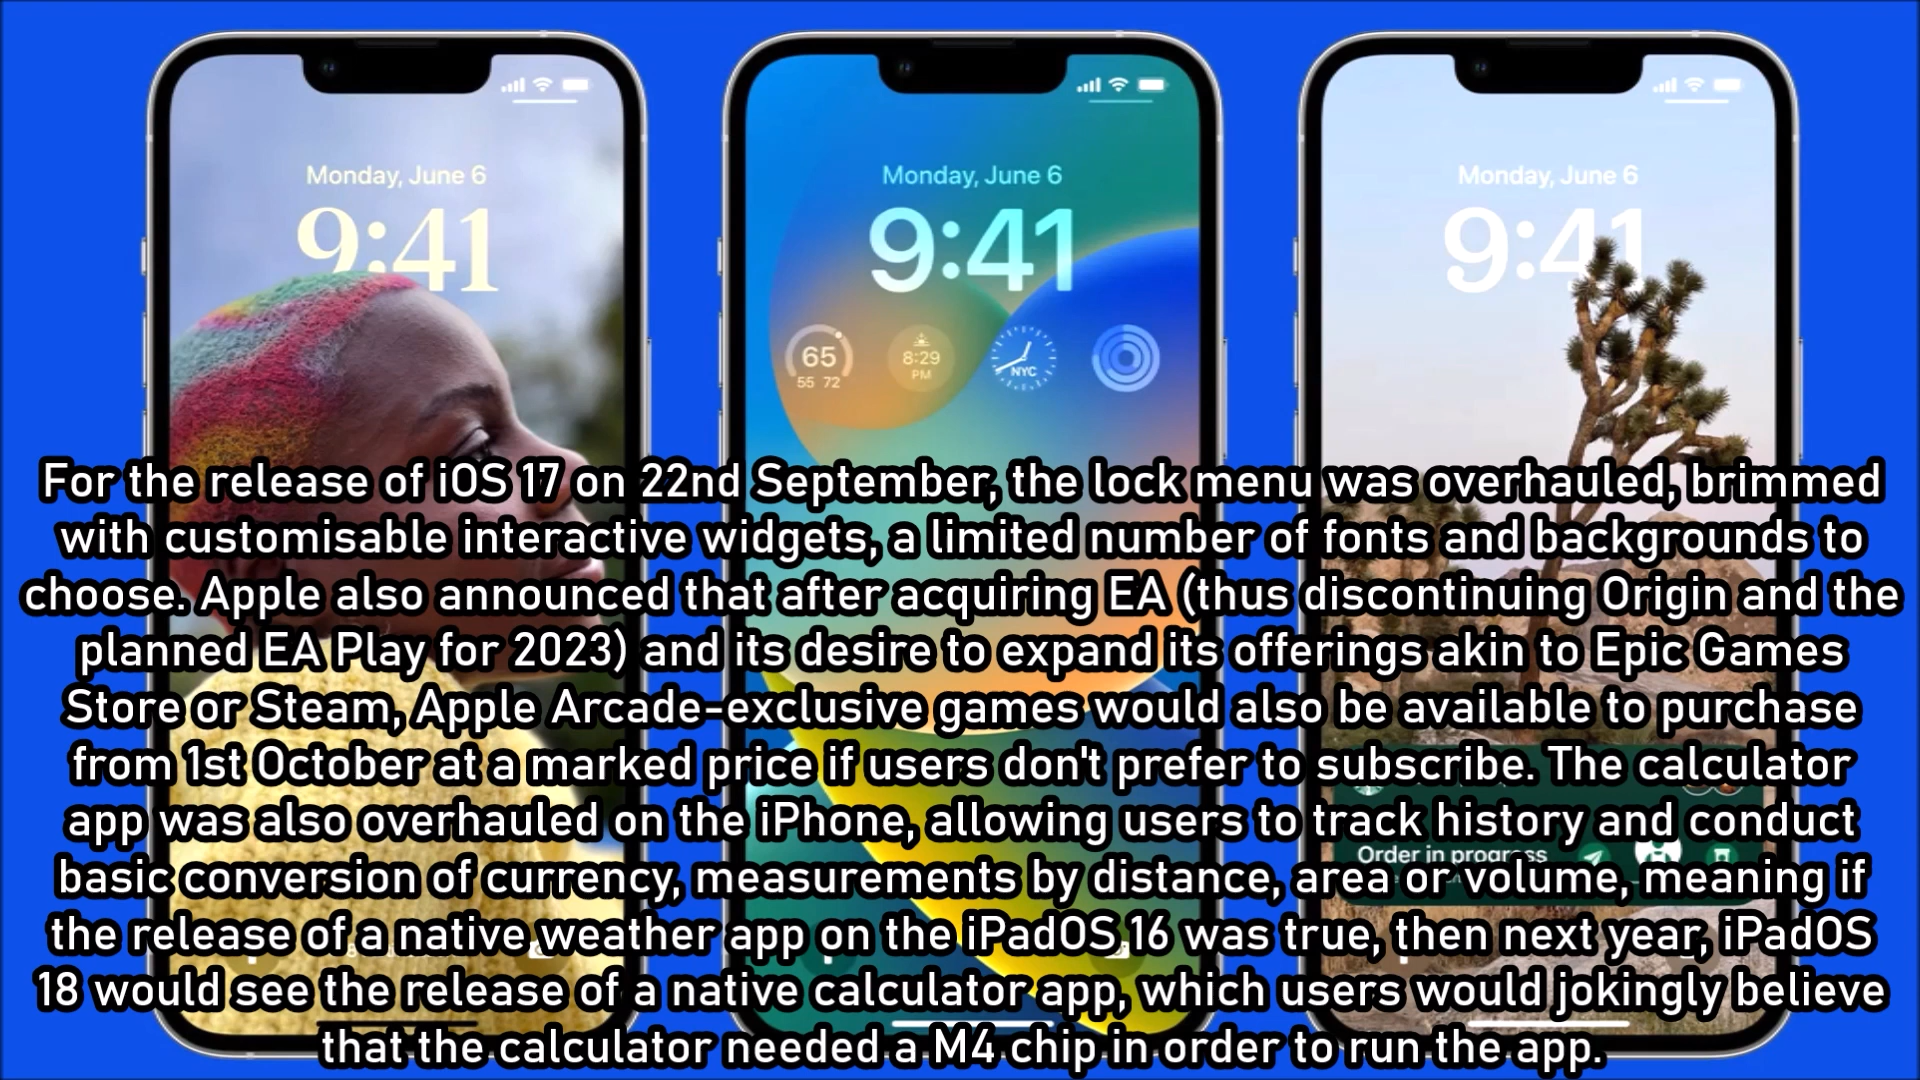 Monday, June 6
9:41
Monday, June 6
9:41
65
55 72
8:29
PM
NYC
Monday, June 6
9:41
For the release of iOS 17 on 22nd September, the lock menu was overhauled, brimmed
with customisable interactive widgets, a limited number of fonts and backgrounds to
choose. Apple also announced that after acquiring EA (thus discontinuing Origin and the
planned EA Play for 2023) and its desire to expand its offerings akin to Epic Games
Store or Steam, Apple Arcade-exclusive games would also be available to purchase
from 1st October at a marked price if users don't prefer to subscribe. The calculator
app was also overhauled on the iPhone, allowing users to track history and conduct
Order in progress
basic conversion of currency, measurements by distance, area or volume, meaning if
the release of a native weather app on the iPadOS 16 was true, then next year, iPadOS
18 would see the release of a native calculator app, which users would jokingly believe
that the calculator needed a M4 chip in order to run the app.